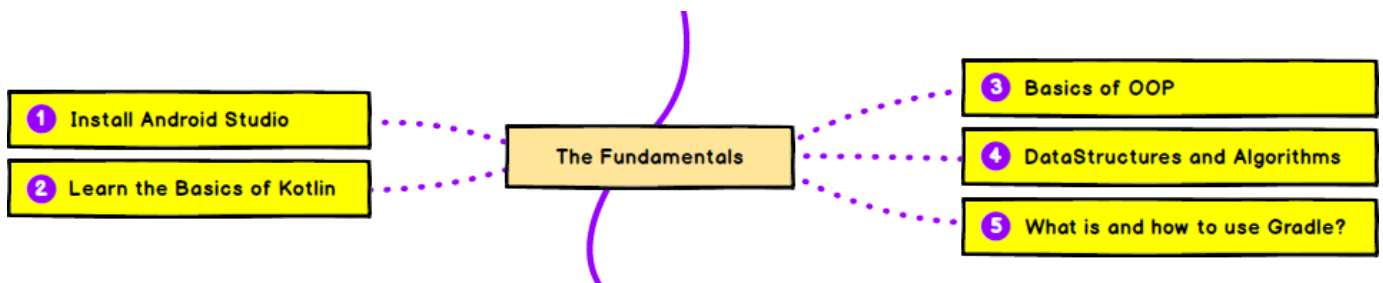 1 Install Android Studio
2 Learn the Basics of Kotlin
The Fundamentals
3 Basics of OOP
4 DataStructures and Algorithms
5 What is and how to use Gradle?